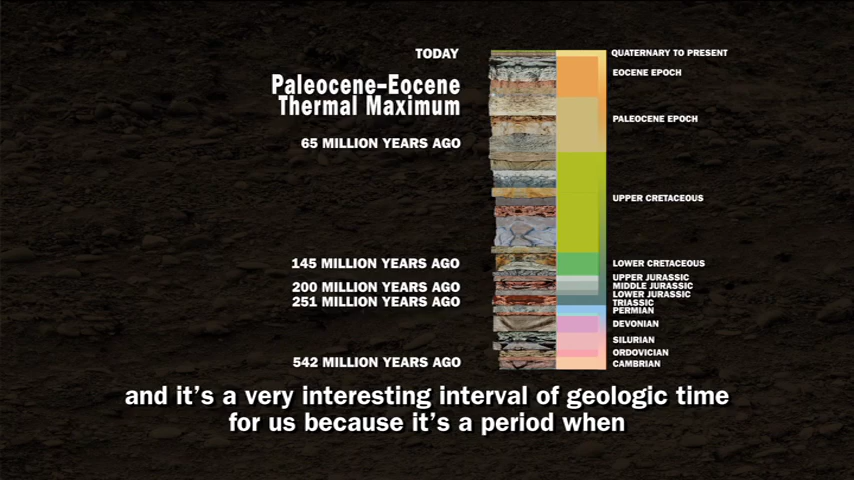 TODAY
Paleocene–Eocene
Thermal Maximum
65 MILLION YEARS AGO
145 MILLION YEARS AGO
200 MILLION YEARS AGO
251 MILLION YEARS AGO
542 MILLION YEARS AGO
QUATERNARY TO PRESENT
EOCENE EPOCH
PALEOCENE EPOCH
UPPER CRETACEOUS
LOWER CRETACEOUS
UPPER JURASSIC
MIDDLE JURASSIC
LOWER JURASSIC
TRIASSIC
PERMIAN
DEVONIAN
SILURIAN
ORDOVICIAN
CAMBRIAN
and it's a very interesting interval of geologic time
for us because it's a period when